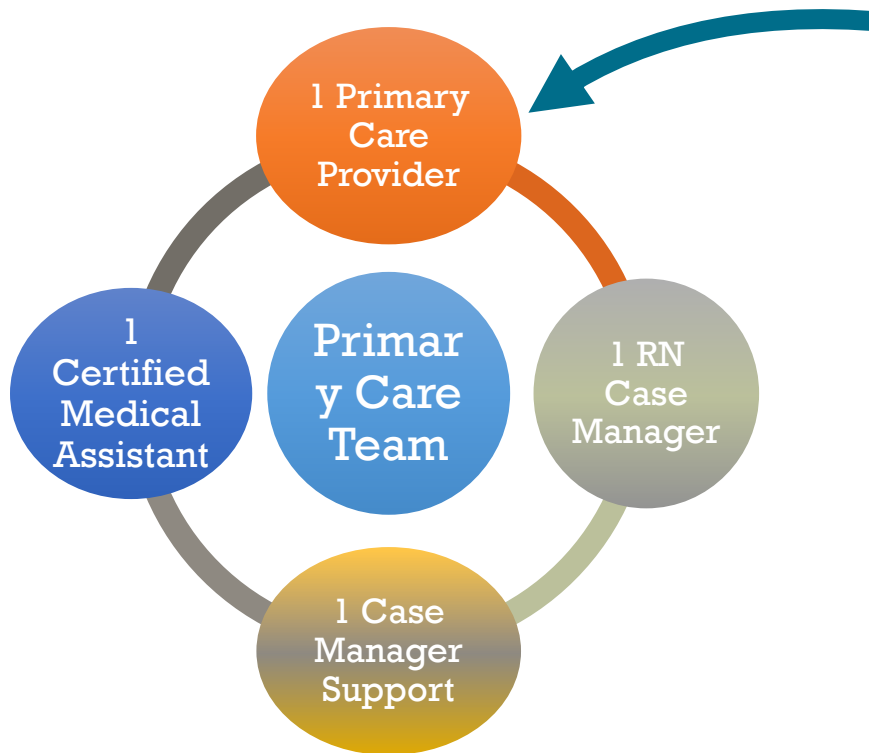 1 Primary
Care
Provider
1
Certified
Medical
Assistant
Primar
y Care
Team
1 RN
Case
Manager
1 Case
Manager
Support